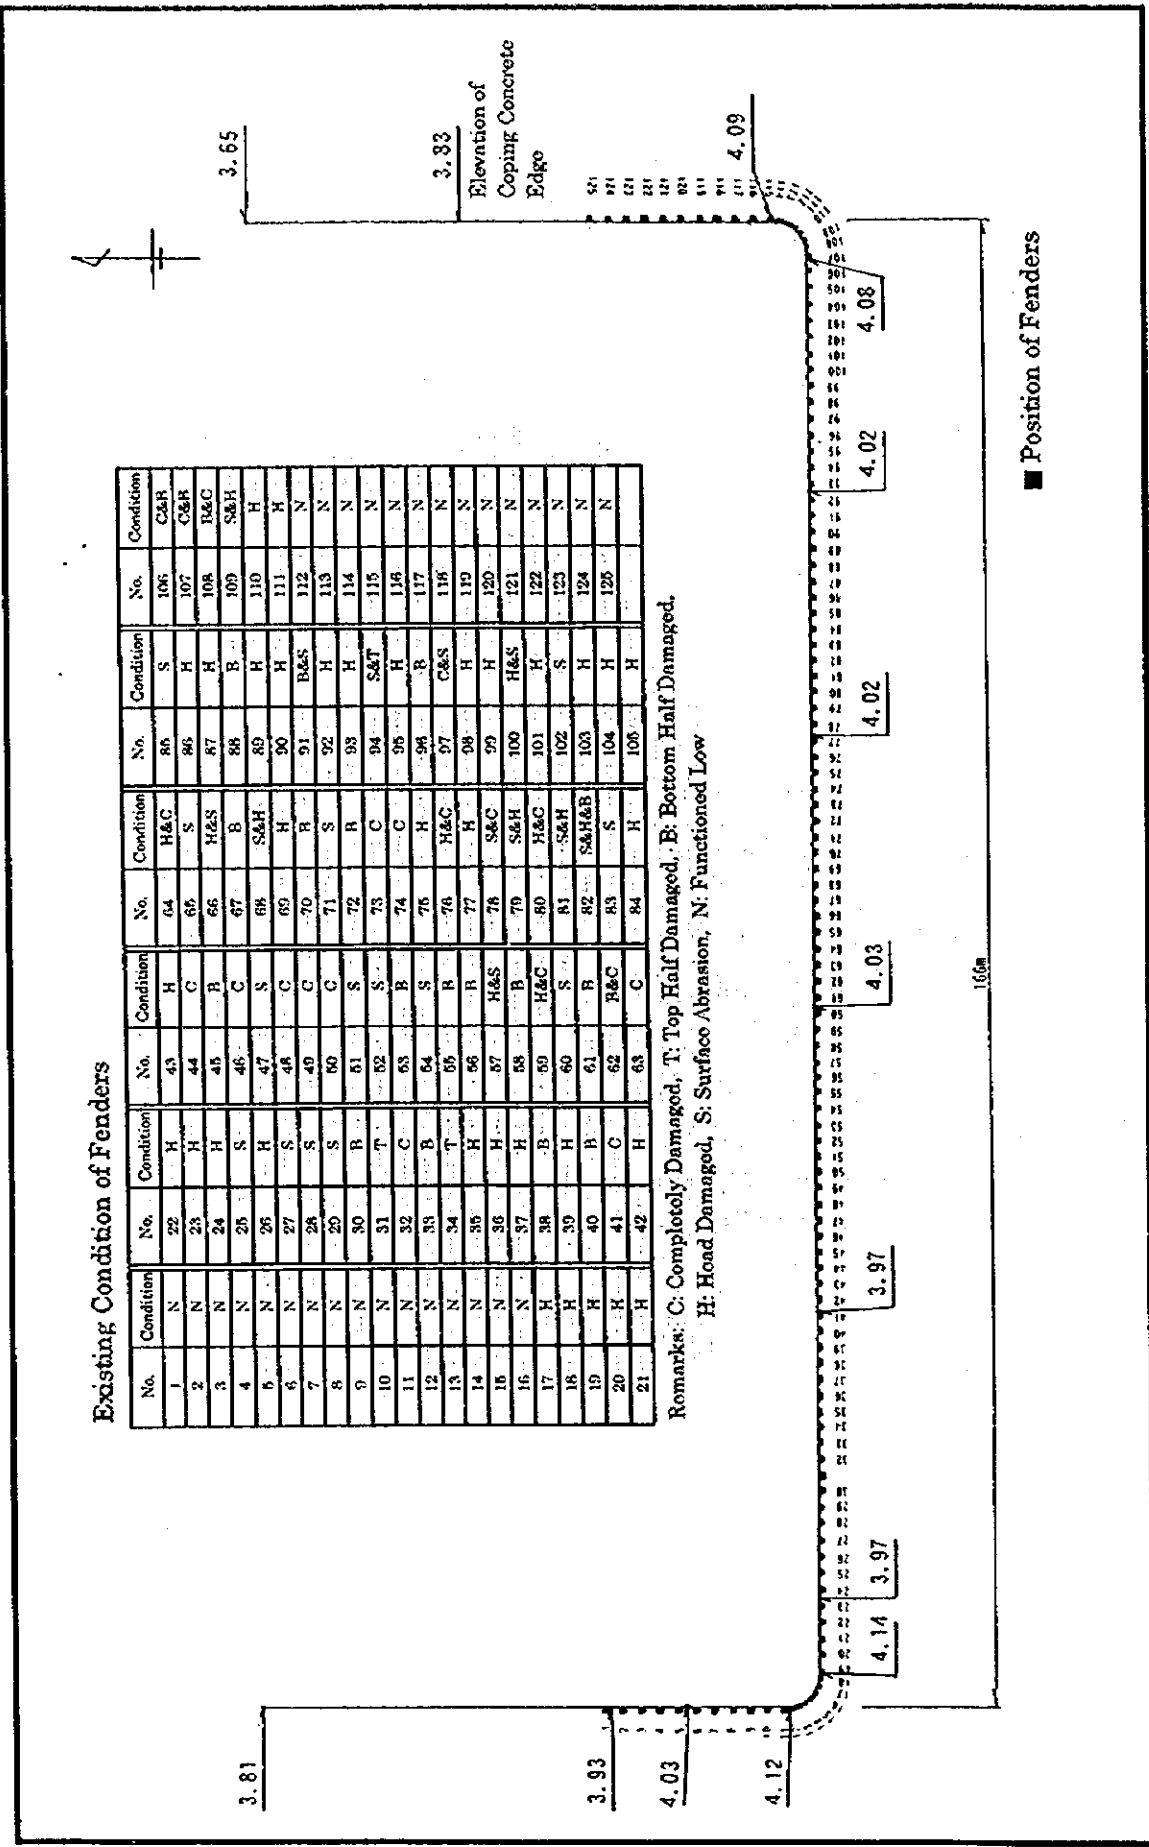 Existing Condition of Fenders
No. Condition No. Condition No. Condition No. Condition No. Condition No. Condition
1 N 22 H 43 H 64 H&C 85 S 106 C&B
2 N 23 H 44 C 65 S 86 H 107 C&B
3 N 24 H 45 B 66 H&S 87 H 108 B&C
4 N 25 S 46 C 67 B 88 B 109 S&H
5 N 26 H 47 S 68 S&H 89 H 110 H
6 N 27 S 48 C 69 H 90 H 111 H
7 N 28 S 49 C 70 B 91 B&S 112 N
8 N 29 S 50 C 71 S 92 H 113 N
9 N 30 B 51 S 72 B 93 H 114 N
10 N 31 T 52 S 73 C 94 S&T 115 N
11 N 32 C 53 B 74 C 95 H 116 N
12 N 33 B 54 S 75 H 96 B 117 N
13 N 34 T 55 B 76 H&C 97 C&S 118 N
14 N 35 H 56 B 77 H 98 H 119 N
15 N 36 H 57 H&S 78 S&C 99 H 120 N
16 N 37 H 58 B 79 S&H 100 H&S 121 N
17 H 38 B 59 H&C 80 H&C 101 H 122 N
18 H 39 H 60 S 81 S&H 102 S 123 N
19 H 40 B 61 B 82 S&H&B 103 H 124 N
20 H 41 C 62 B&C 83 S 104 H 125 N
21 H 42 H 63 C 84 H 105 H
Remarks: C: Completely Damaged, T: Top Half Damaged, B: Bottom Half Damaged,
H: Head Damaged, S: Surface Abrasion, N: Functioned Low
3.81
3.93
4.03
4.12
4.14
3.97
3.97
4.03
4.02
4.02
4.08
4.09
3.65
3.83
Elevation of
Coping Concrete
Edge
166m
■ Position of Fenders